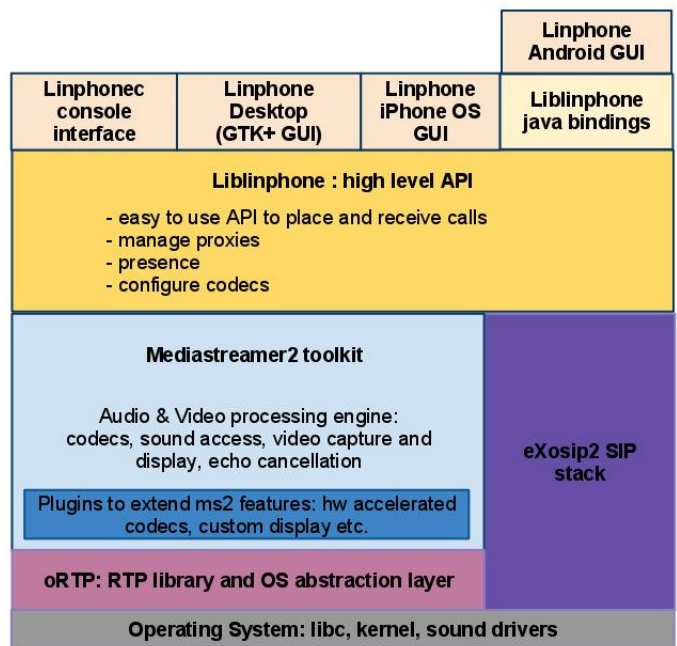 Linphone
Android GUI
Linphonec
console
interface
Linphone
Desktop
(GTK+ GUI)
Linphone
iPhone OS
GUI
Liblinphone
java bindings
Liblinphone : high level API
- easy to use API to place and receive calls
- manage proxies
- presence
- configure codecs
Mediastreamer2 toolkit
Audio & Video processing engine:
codecs, sound access, video capture and
display, echo cancellation
Plugins to extend ms2 features: hw accelerated
codecs, custom display etc.
eXosip2 SIP
stack
oRTP: RTP library and OS abstraction layer
Operating System: libc, kernel, sound drivers